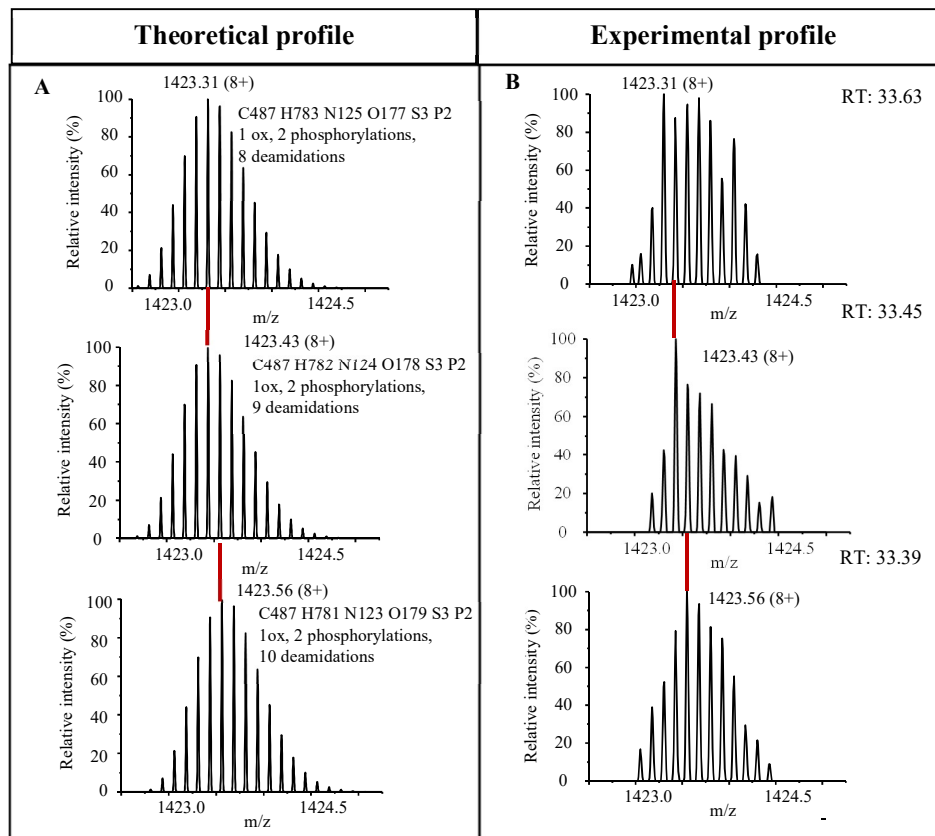 Theoretical profile
Experimental profile
A
1423.31 (8+)
C487 H783 N125 O177 S3 P2
1 ox, 2 phosphorylations,
8 deamidations
Relative intensity (%)
100
80
60
40
20
0
1423.0
1424.5
m/z
1423.43 (8+)
C487 H782 N124 O178 S3 P2
1ox, 2 phosphorylations,
9 deamidations
Relative intensity (%)
100
80
60
40
20
0
1423.0
1424.5
m/z
1423.56 (8+)
C487 H781 N123 O179 S3 P2
1ox, 2 phosphorylations,
10 deamidations
Relative intensity (%)
100
80
60
40
20
0
1423.0
1424.5
m/z
B
1423.31 (8+)
RT: 33.63
Relative intensity (%)
100
80
60
40
20
0
1423.0
1424.5
m/z
RT: 33.45
1423.43 (8+)
Relative intensity (%)
100
80
60
40
20
0
1423.0
1424.5
m/z
RT: 33.39
1423.56 (8+)
Relative intensity (%)
100
80
60
40
20
0
1423.0
1424.5
m/z